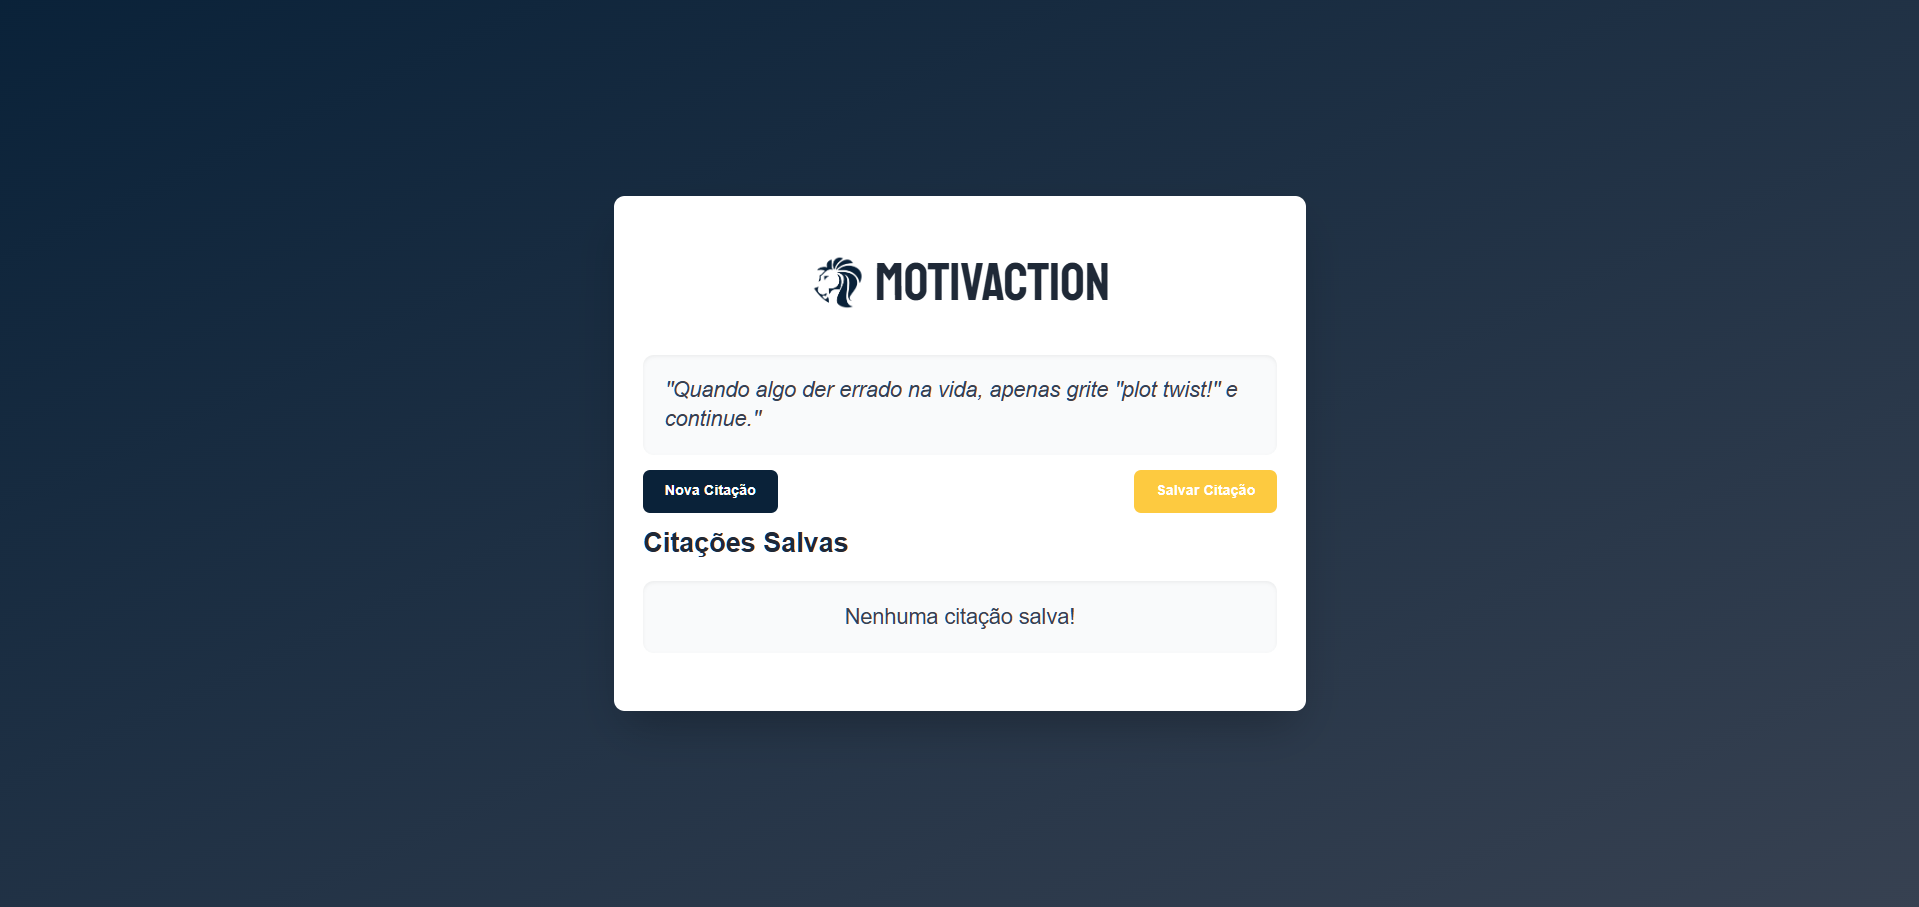 MOTIVACTION
"Quando algo der errado na vida, apenas grite "plot twist!" e
continue."
Nova Citação
Salvar Citação
Citações Salvas
Nenhuma citação salva!